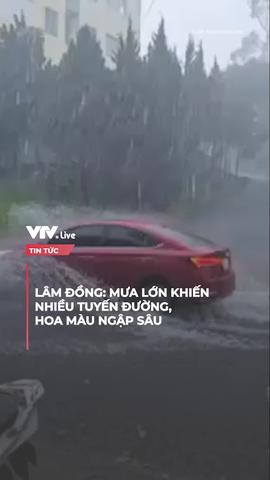 VTV Live
TIN TỨC
LÂM ĐỒNG: MƯA LỚN KHIẾN
NHIỀU TUYẾN ĐƯỜNG,
HOA MÀU NGẬP SÂU